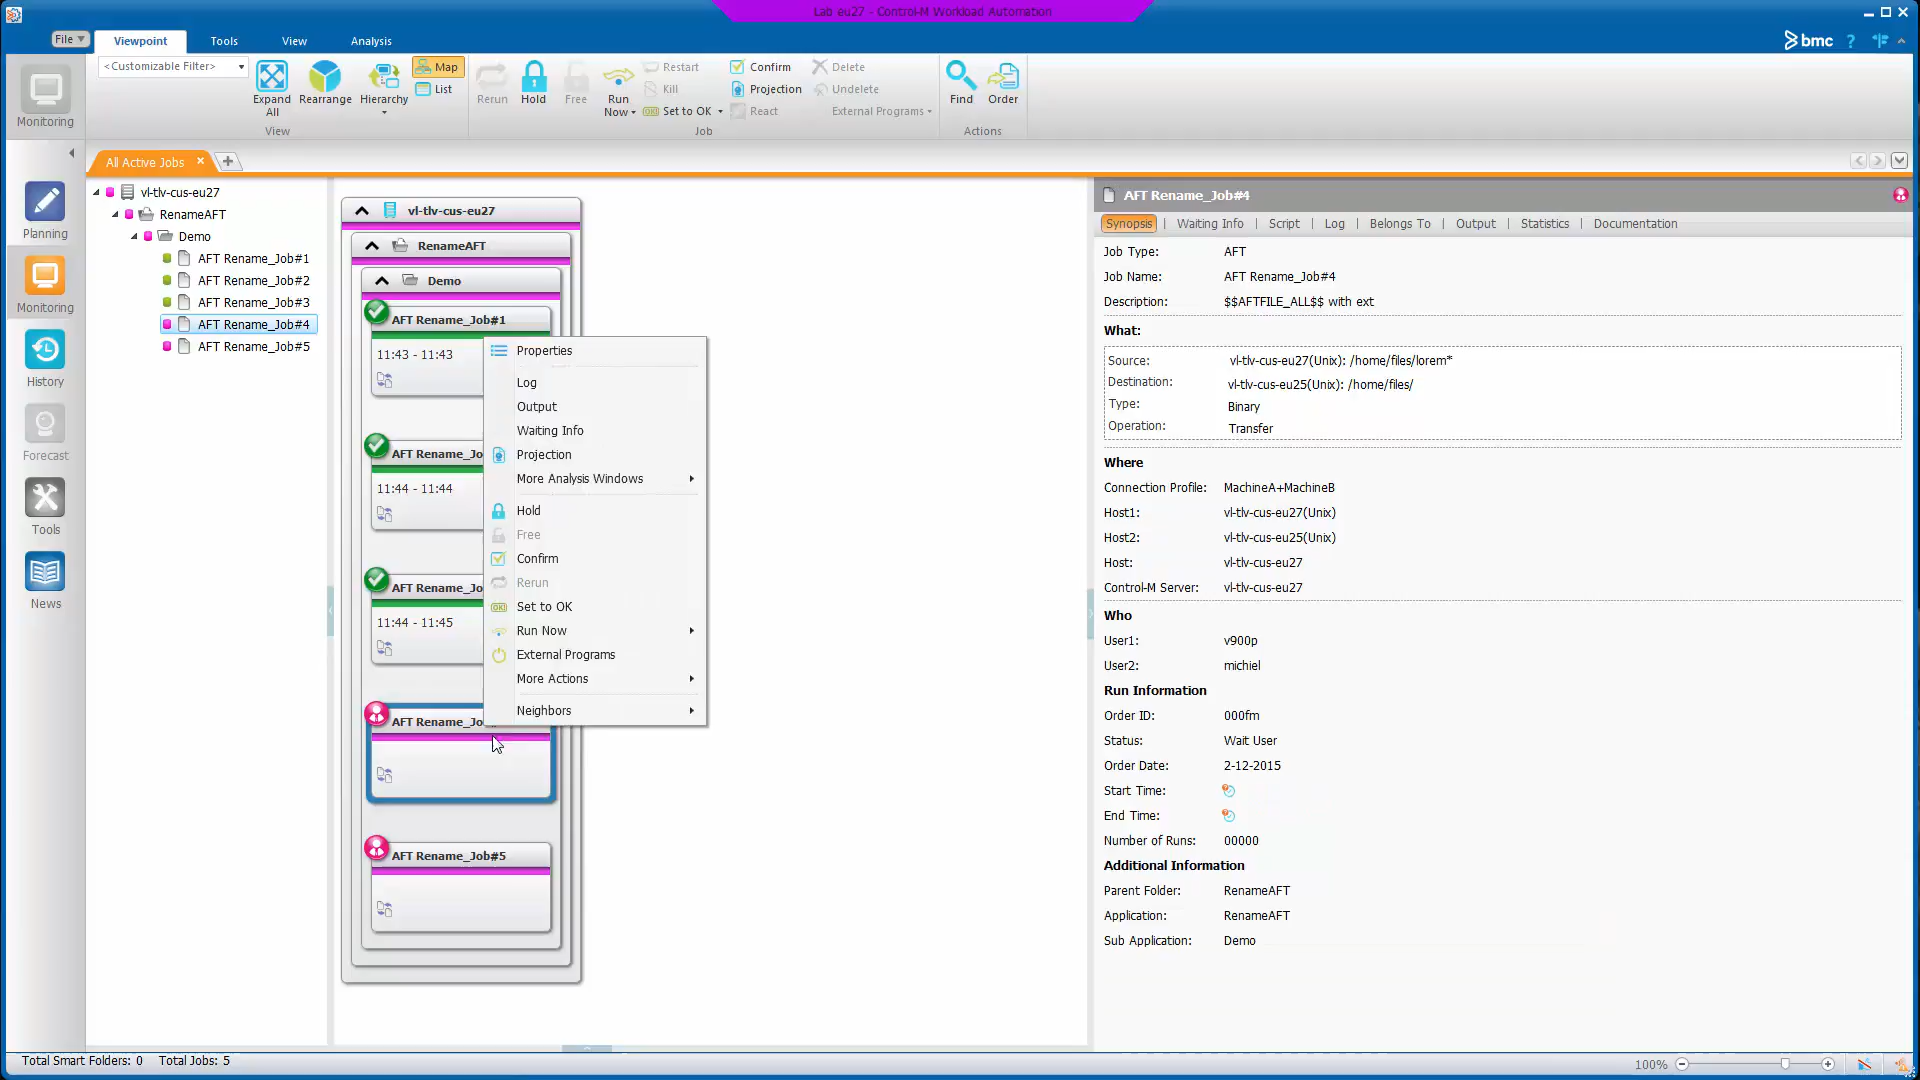 Lab eu27 - Control-M Workload Automation
File
Viewpoint
Tools
View
Analysis
bmc
?
Monitoring
<Customizable Filter>
Expand
All
Rearrange
Hierarchy
Map
List
View
Rerun
Hold
Free
Run
Now
Restart
Kill
Set to OK
Confirm
Projection
React
Delete
Undelete
External Programs
Job
Find
Order
Actions
All Active Jobs
Planning
Monitoring
History
Forecast
Tools
News
vl-tlv-cus-eu27
RenameAFT
Demo
AFT Rename_Job#1
AFT Rename_Job#2
AFT Rename_Job#3
AFT Rename_Job#4
AFT Rename_Job#5
vl-tlv-cus-eu27
RenameAFT
Demo
AFT Rename_Job#1
11:43 - 11:43
AFT Rename_Jo
11:44 - 11:44
AFT Rename_Jo
11:44 - 11:45
AFT Rename_Jo
AFT Rename_Job#5
Properties
Log
Output
Waiting Info
Projection
More Analysis Windows
Hold
Free
Confirm
Rerun
OK! Set to OK
Run Now
External Programs
More Actions
Neighbors
AFT Rename_Job#4
Synopsis | Waiting Info | Script | Log | Belongs To | Output | Statistics | Documentation
Job Type: AFT
Job Name: AFT Rename_Job#4
Description: $$AFTFILE_ALL$$ with ext
What:
Source: vl-tlv-cus-eu27(Unix): /home/files/lorem*
Destination: vl-tlv-cus-eu25(Unix): /home/files/
Type: Binary
Operation: Transfer
Where
Connection Profile: MachineA+MachineB
Host1: vl-tlv-cus-eu27(Unix)
Host2: vl-tlv-cus-eu25(Unix)
Host: vl-tlv-cus-eu27
Control-M Server: vl-tlv-cus-eu27
Who
User1: v900p
User2: michiel
Run Information
Order ID: 000fm
Status: Wait User
Order Date: 2-12-2015
Start Time:
End Time:
Number of Runs: 00000
Additional Information
Parent Folder: RenameAFT
Application: RenameAFT
Sub Application: Demo
Total Smart Folders: 0 Total Jobs: 5
100%